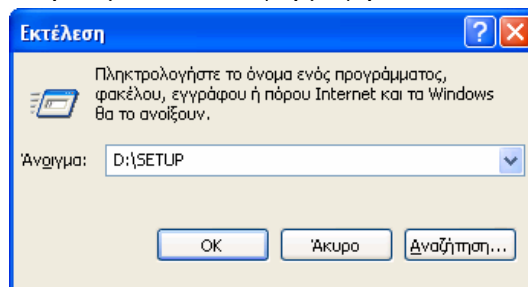 Εκτέλεση
Πληκτρολογήστε το όνομα ενός προγράμματος,
φακέλου, εγγράφου ή πόρου Internet και τα Windows
θα το ανοίξουν.
Άνοιγμα: D:\SETUP
OK Άκυρο Αναζήτηση...